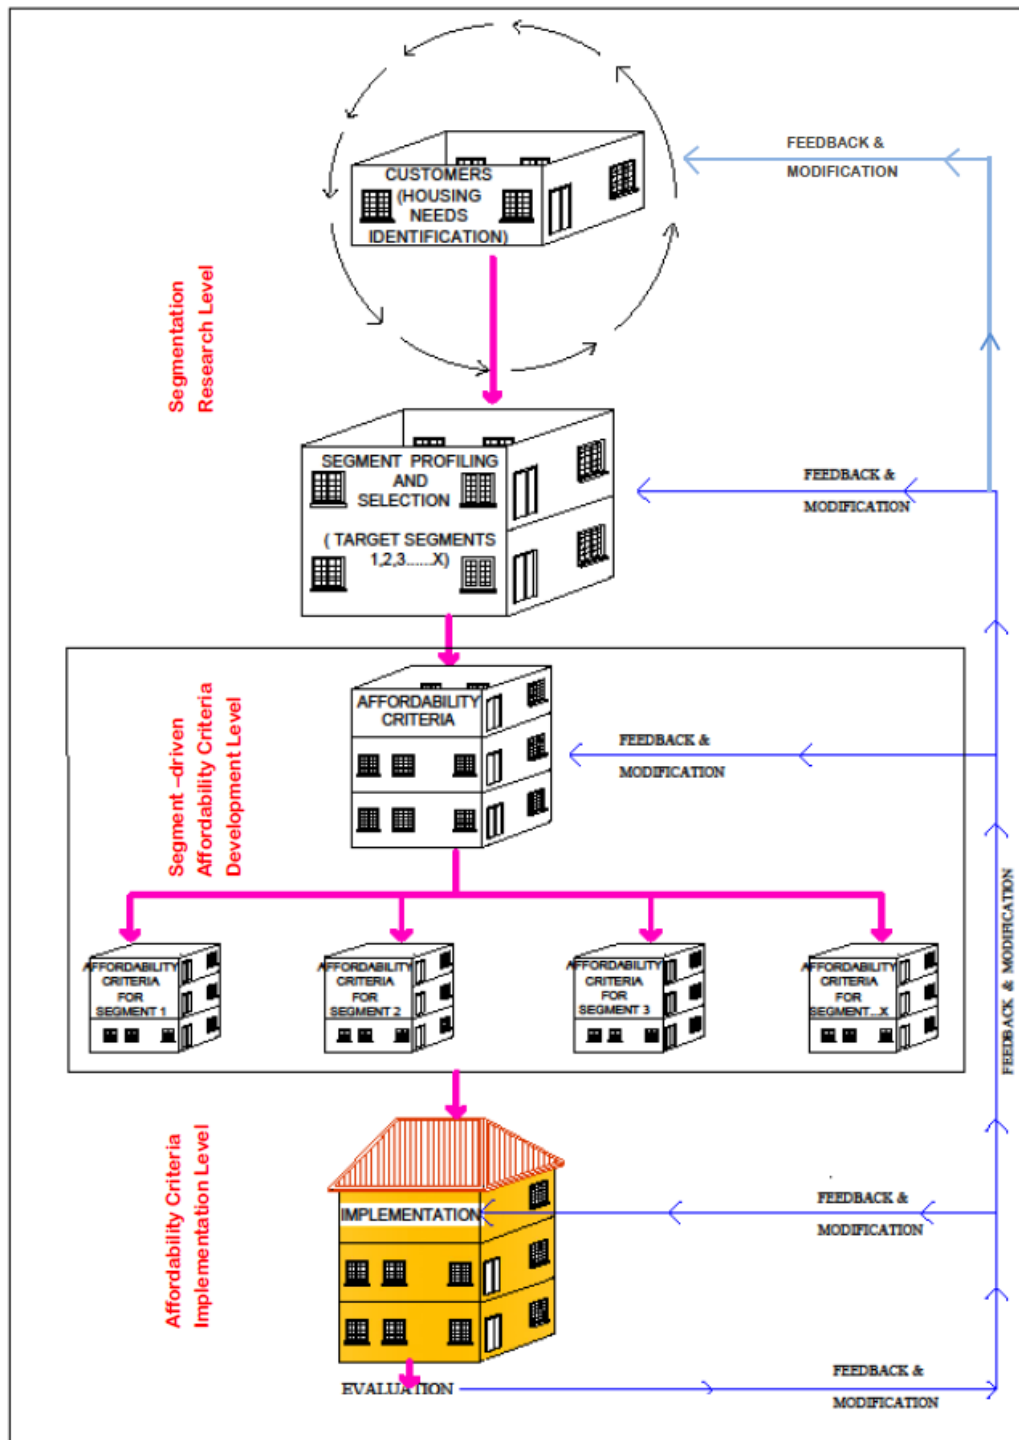 FEEDBACK &
MODIFICATION
CUSTOMERS
(HOUSING
NEEDS
IDENTIFICATION)
Segmentation
Research Level
SEGMENT PROFILING
AND
SELECTION
( TARGET SEGMENTS
1,2,3......X)
FEEDBACK &
MODIFICATION
Segment –driven
Affordability Criteria
Development Level
AFFORDABILITY
CRITERIA
FEEDBACK &
MODIFICATION
AFFORDABILITY
CRITERIA
FOR
SEGMENT 1
AFFORDABILITY
CRITERIA
FOR
SEGMENT 2
AFFORDABILITY
CRITERIA
FOR
SEGMENT 3
AFFORDABILITY
CRITERIA
FOR
SEGMENT...X
FEEDBACK & MODIFICATION
Affordability Criteria
Implementation Level
IMPLEMENTATION
FEEDBACK &
MODIFICATION
EVALUATION
FEEDBACK &
MODIFICATION